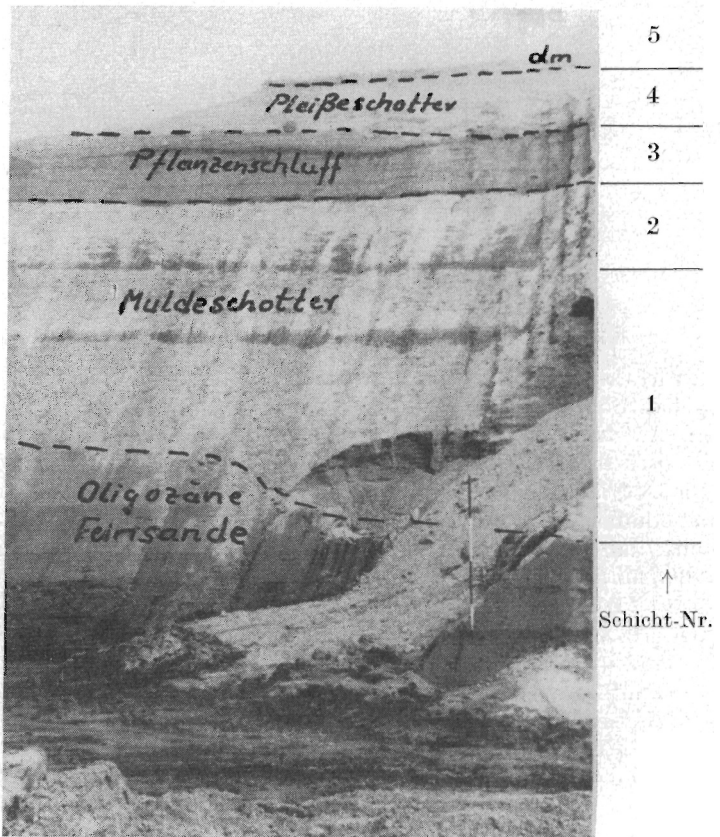 5
dm
4
Pleißeschotter
3
Pflanzenschluff
2
Muldeschotter
1
Oligozäne
Feinsande
↑
Schicht-Nr.